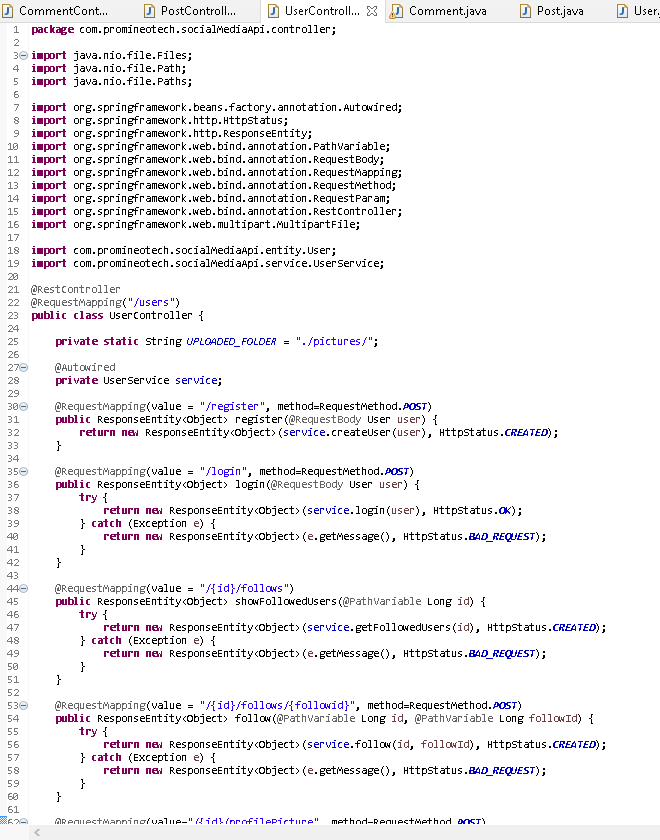 CommentCont... PostControll... UserControll... Comment.java Post.java User.
1 package com.promineotech.socialMediaApi.controller;
2
3 import java.nio.file.Files;
4 import java.nio.file.Path;
5 import java.nio.file.Paths;
6
7 import org.springframework.beans.factory.annotation.Autowired;
8 import org.springframework.http.HttpStatus;
9 import org.springframework.http.ResponseEntity;
10 import org.springframework.web.bind.annotation.PathVariable;
11 import org.springframework.web.bind.annotation.RequestBody;
12 import org.springframework.web.bind.annotation.RequestMapping;
13 import org.springframework.web.bind.annotation.RequestMethod;
14 import org.springframework.web.bind.annotation.RequestParam;
15 import org.springframework.web.bind.annotation.RestController;
16 import org.springframework.web.multipart.MultipartFile;
17
18 import com.promineotech.socialMediaApi.entity.User;
19 import com.promineotech.socialMediaApi.service.UserService;
20
21 @RestController
22 @RequestMapping("/users")
23 public class UserController {
24
25 private static String UPLOADED_FOLDER = "./pictures/";
26
27 @Autowired
28 private UserService service;
29
30 @RequestMapping(value = "/register", method=RequestMethod.POST)
31 public ResponseEntity<Object> register(@RequestBody User user) {
32 return new ResponseEntity<Object>(service.createUser(user), HttpStatus.CREATED);
33 }
34
35 @RequestMapping(value = "/login", method=RequestMethod.POST)
36 public ResponseEntity<Object> login(@RequestBody User user) {
37 try {
38 return new ResponseEntity<Object>(service.login(user), HttpStatus.OK);
39 } catch (Exception e) {
40 return new ResponseEntity<Object>(e.getMessage(), HttpStatus.BAD_REQUEST);
41 }
42 }
43
44 @RequestMapping(value = "/{id}/follows")
45 public ResponseEntity<Object> showFollowedUsers(@PathVariable Long id) {
46 try {
47 return new ResponseEntity<Object>(service.getFollowedUsers(id), HttpStatus.CREATED);
48 } catch (Exception e) {
49 return new ResponseEntity<Object>(e.getMessage(), HttpStatus.BAD_REQUEST);
50 }
51 }
52
53 @RequestMapping(value = "/{id}/follows/{followid}", method=RequestMethod.POST)
54 public ResponseEntity<Object> follow(@PathVariable Long id, @PathVariable Long followId) {
55 try {
56 return new ResponseEntity<Object>(service.follow(id, followId), HttpStatus.CREATED);
57 } catch (Exception e) {
58 return new ResponseEntity<Object>(e.getMessage(), HttpStatus.BAD_REQUEST);
59 }
60 }
61
62 @RequestMapping(value="/{id}/profilePicture", method=RequestMethod.POST)